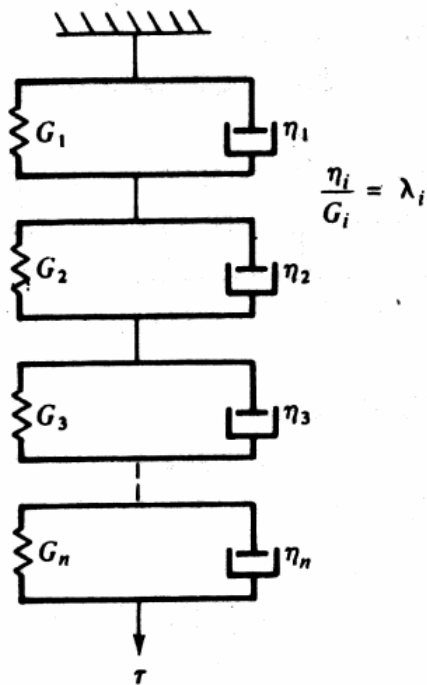 G₁ η₁
ηᵢ/Gᵢ = λᵢ
G₂ η₂
G₃ η₃
Gₙ ηₙ
τ